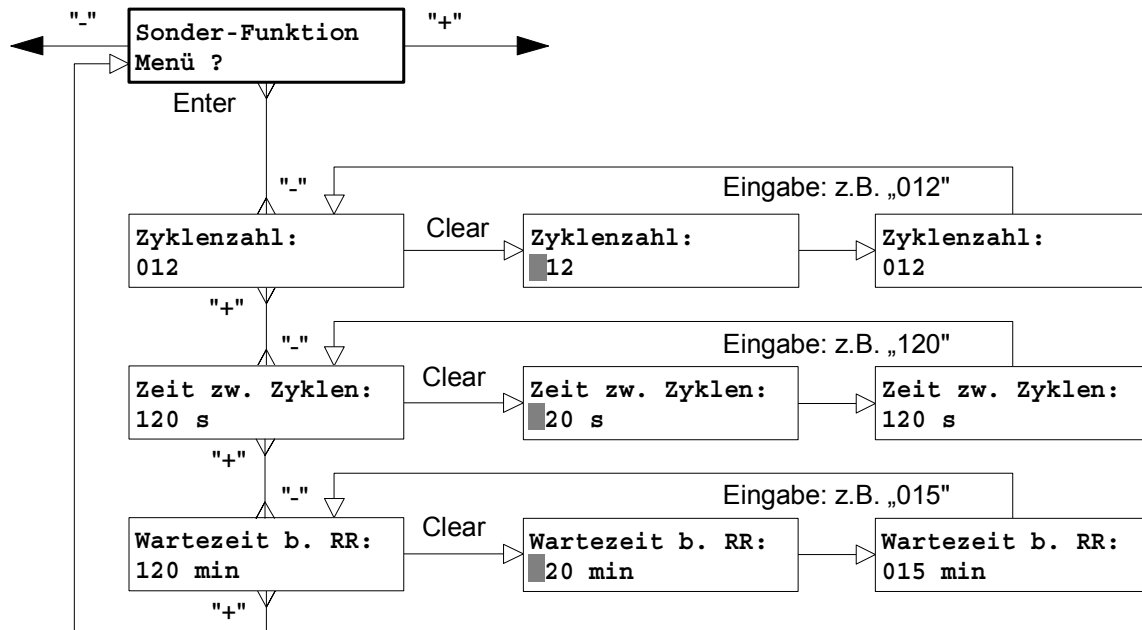 "-"
Sonder-Funktion
Menü ?
"+"
Enter
"-"
Eingabe: z.B. „012"
Zyklenzahl:
012
Clear
Zyklenzahl:
12
Zyklenzahl:
012
"+"
"-"
Eingabe: z.B. „120"
Zeit zw. Zyklen:
120 s
Clear
Zeit zw. Zyklen:
20 s
Zeit zw. Zyklen:
120 s
"+"
"-"
Eingabe: z.B. „015"
Wartezeit b. RR:
120 min
Clear
Wartezeit b. RR:
20 min
Wartezeit b. RR:
015 min
"+"